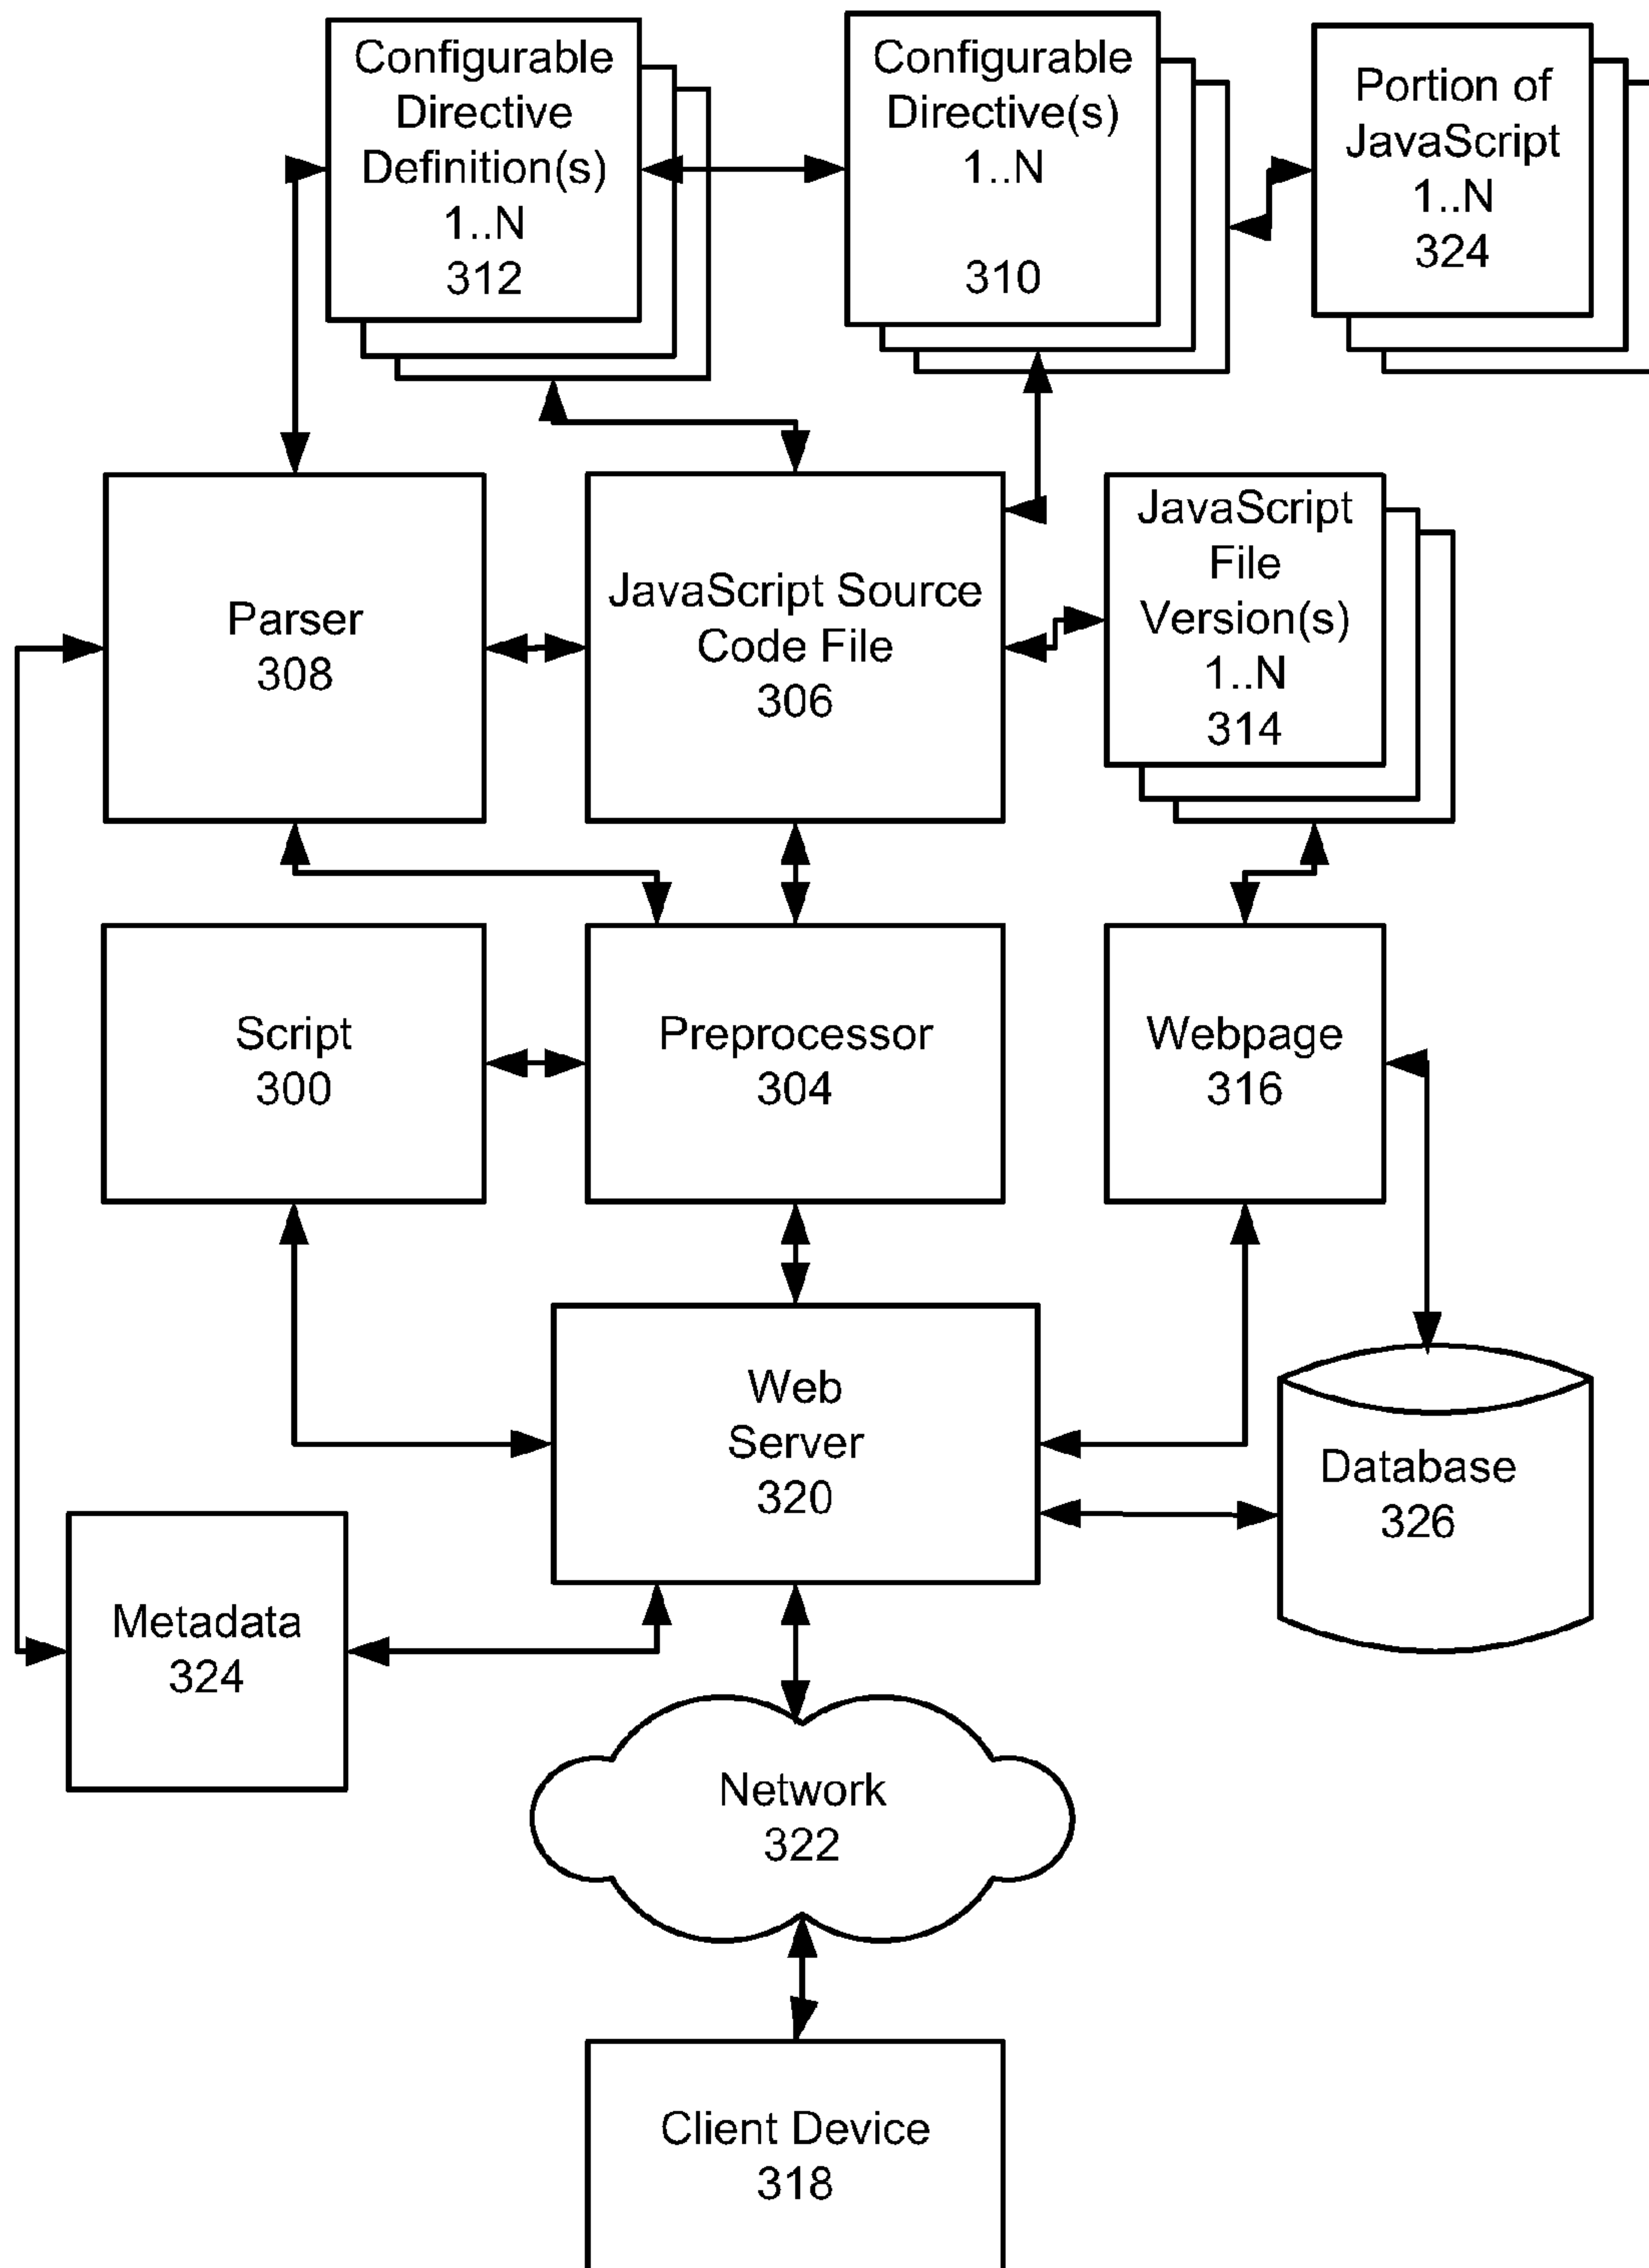 Configurable
Directive
Definition(s)
1..N
312
Configurable
Directive(s)
1..N
310
Portion of
JavaScript
1..N
324
Parser
308
JavaScript Source
Code File
306
JavaScript
File
Version(s)
1..N
314
Script
300
Preprocessor
304
Webpage
316
Web
Server
320
Database
326
Metadata
324
Network
322
Client Device
318